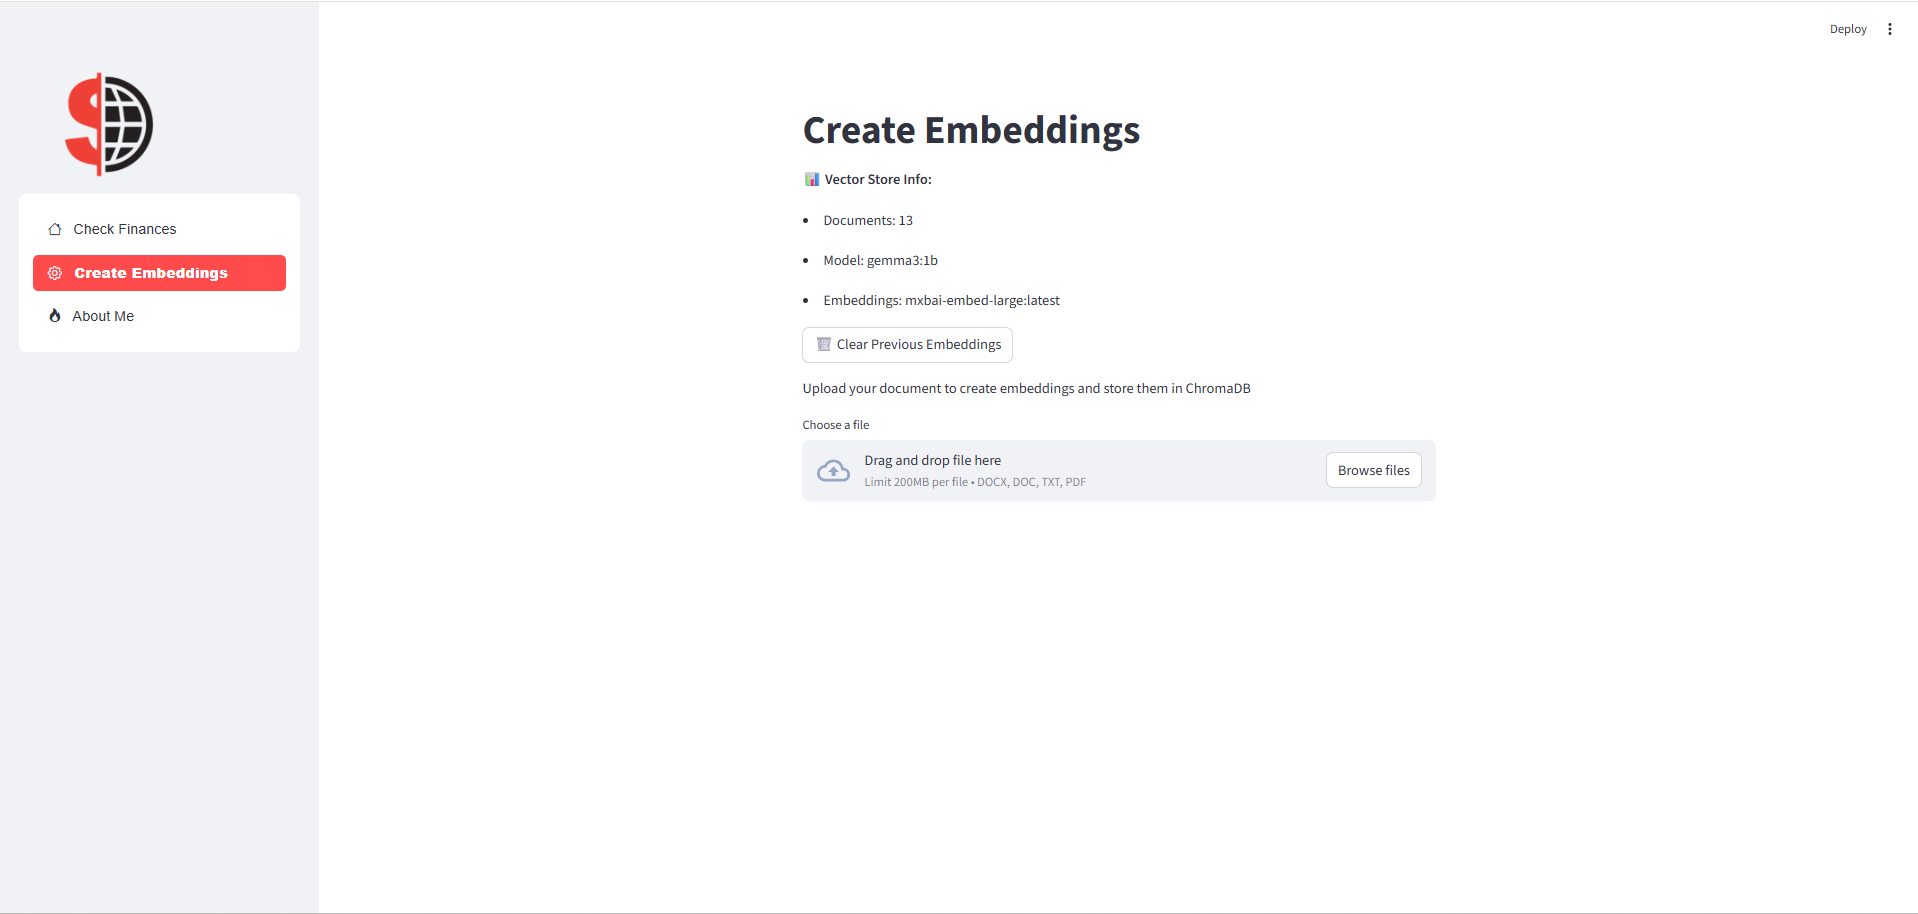 Deploy
Check Finances
Create Embeddings
About Me
Create Embeddings
Vector Store Info:
Documents: 13
Model: gemma3:1b
Embeddings: mxbai-embed-large:latest
Clear Previous Embeddings
Upload your document to create embeddings and store them in ChromaDB
Choose a file
Drag and drop file here
Limit 200MB per file • DOCX, DOC, TXT, PDF
Browse files